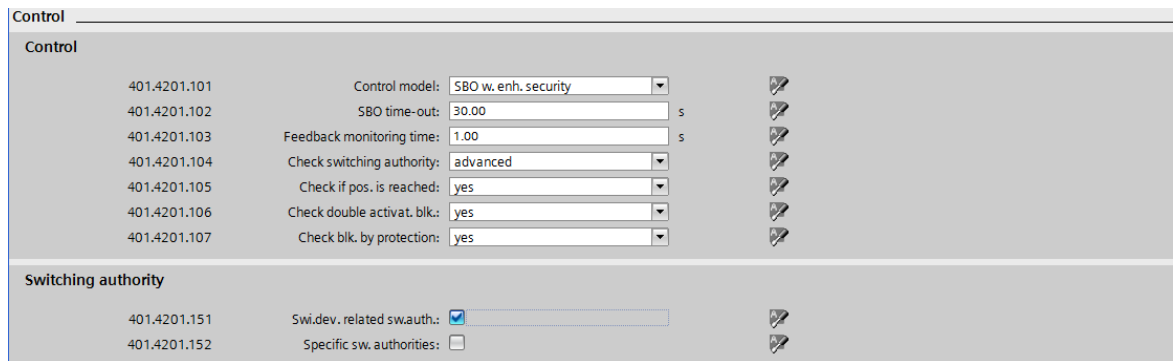 Control
Control
401.4201.101 Control model: SBO w. enh. security
401.4201.102 SBO time-out: 30.00 s
401.4201.103 Feedback monitoring time: 1.00 s
401.4201.104 Check switching authority: advanced
401.4201.105 Check if pos. is reached: yes
401.4201.106 Check double activat. blk.: yes
401.4201.107 Check blk. by protection: yes
Switching authority
401.4201.151 Swi.dev. related sw.auth.:
401.4201.152 Specific sw. authorities: